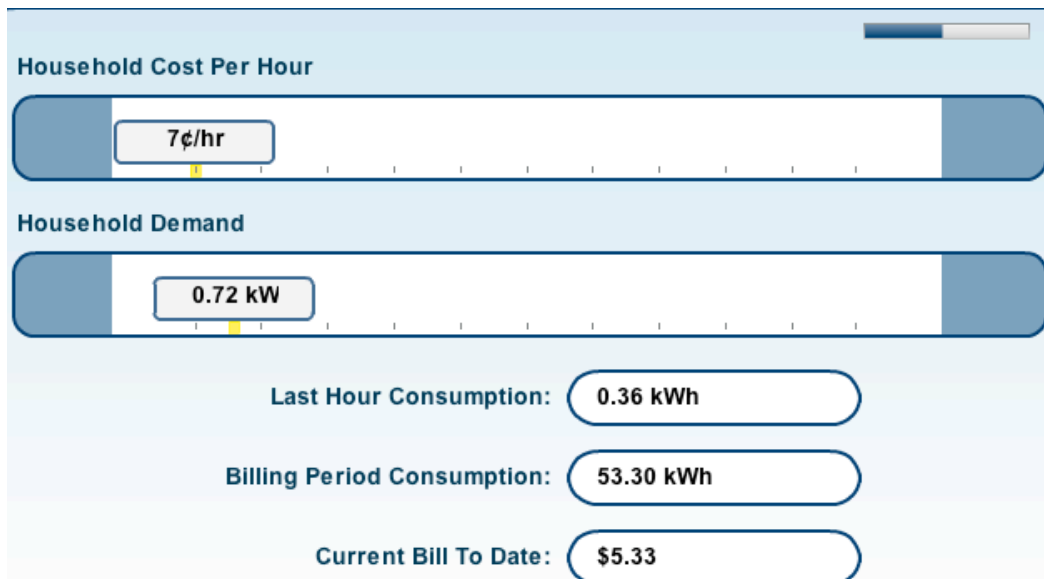 Household Cost Per Hour
7¢/hr
Household Demand
0.72 kW
Last Hour Consumption: 0.36 kWh
Billing Period Consumption: 53.30 kWh
Current Bill To Date: $5.33